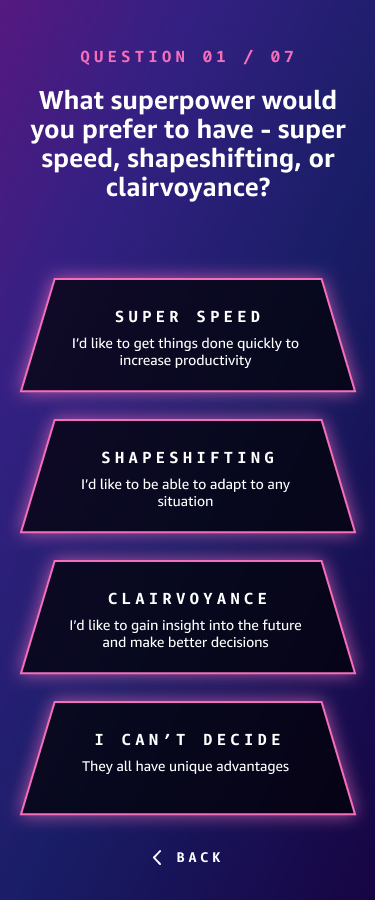 QUESTION 01 / 07
What superpower would
you prefer to have - super
speed, shapeshifting, or
clairvoyance?
SUPER SPEED
I’d like to get things done quickly to
increase productivity
SHAPESHIFTING
I’d like to be able to adapt to any
situation
CLAIRVOYANCE
I’d like to gain insight into the future
and make better decisions
I CAN’T DECIDE
They all have unique advantages
BACK